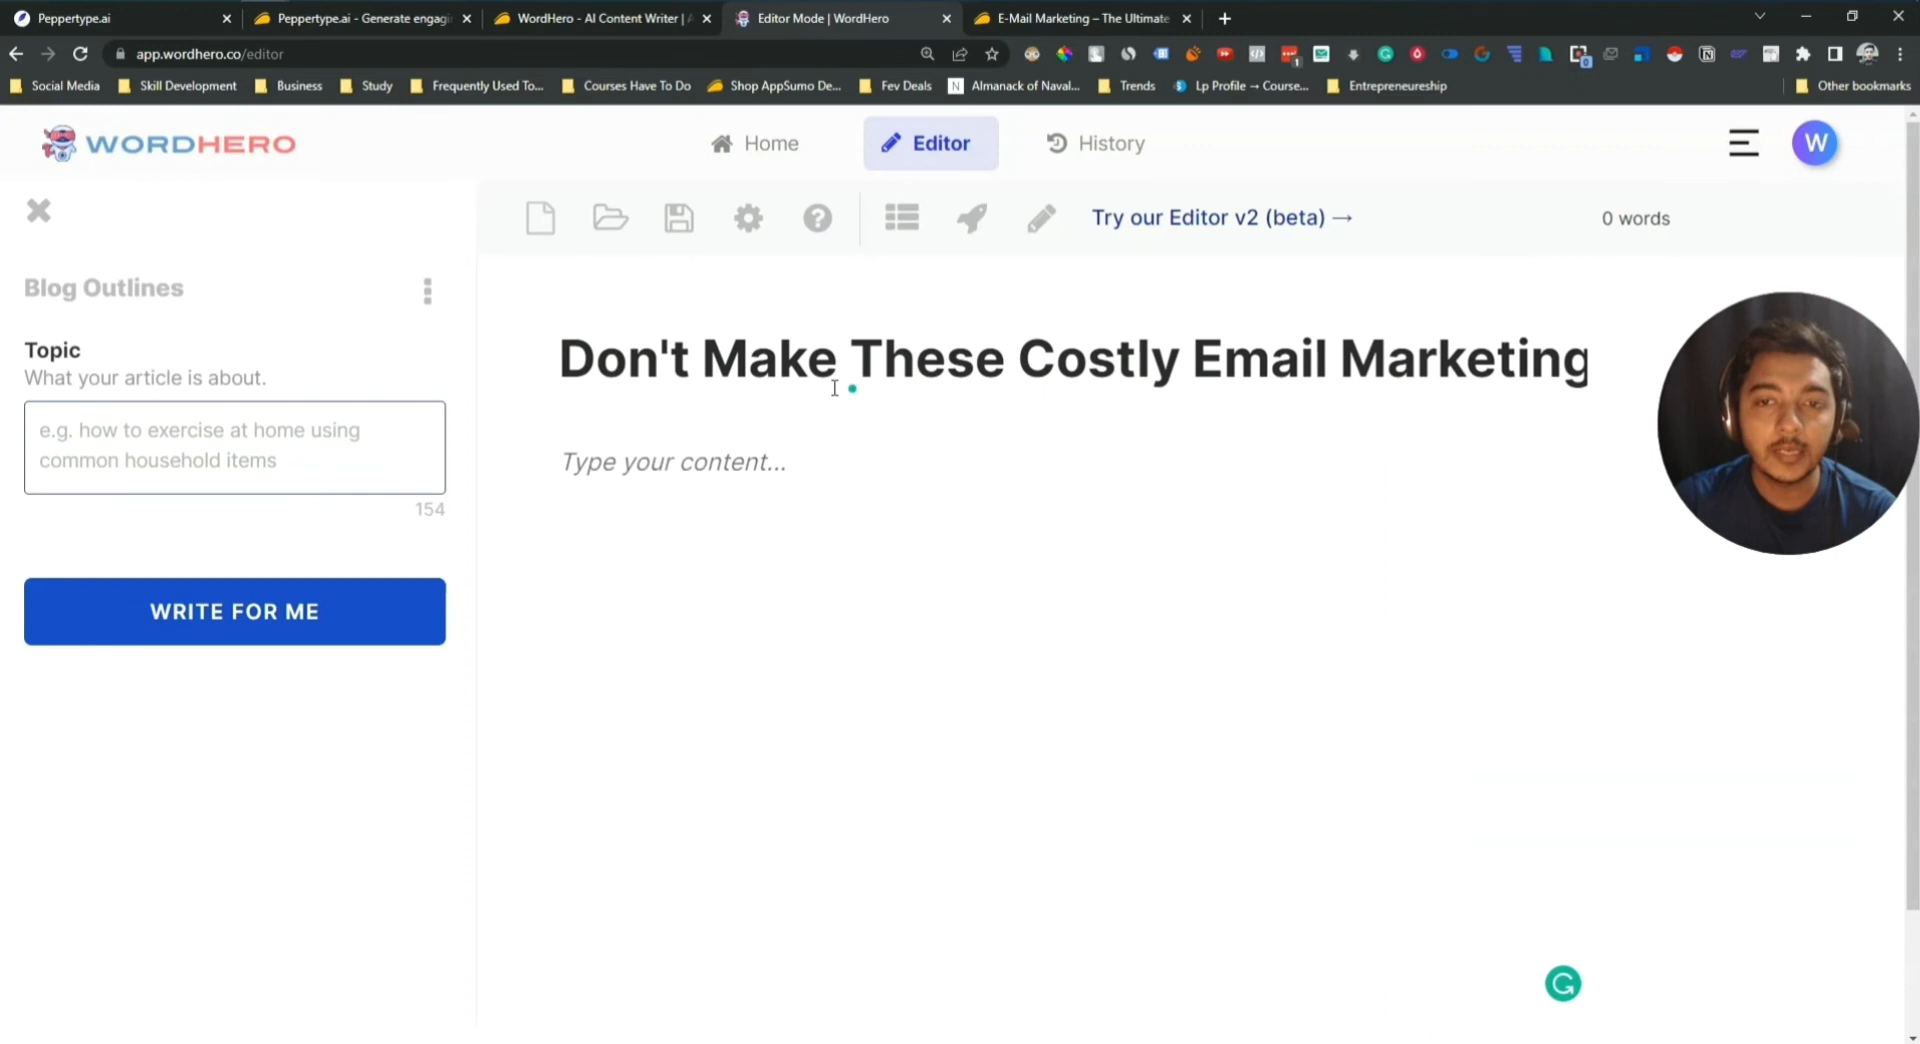 Peppertype.ai
Peppertype.ai - Generate engagi
WordHero - AI Content Writer |
Editor Mode | WordHero
E-Mail Marketing – The Ultimate
app.wordhero.co/editor
Social Media
Skill Development
Business
Study
Frequently Used To...
Courses Have To Do
Shop AppSumo De...
Fev Deals
Almanack of Naval...
Trends
Lp Profile → Course...
Entrepreneureship
Other bookmarks
WORDHERO
Home
Editor
History
W
Try our Editor v2 (beta) →
0 words
Blog Outlines
Topic
What your article is about.
e.g. how to exercise at home using
common household items
154
WRITE FOR ME
Don't Make These Costly Email Marketing
Type your content...